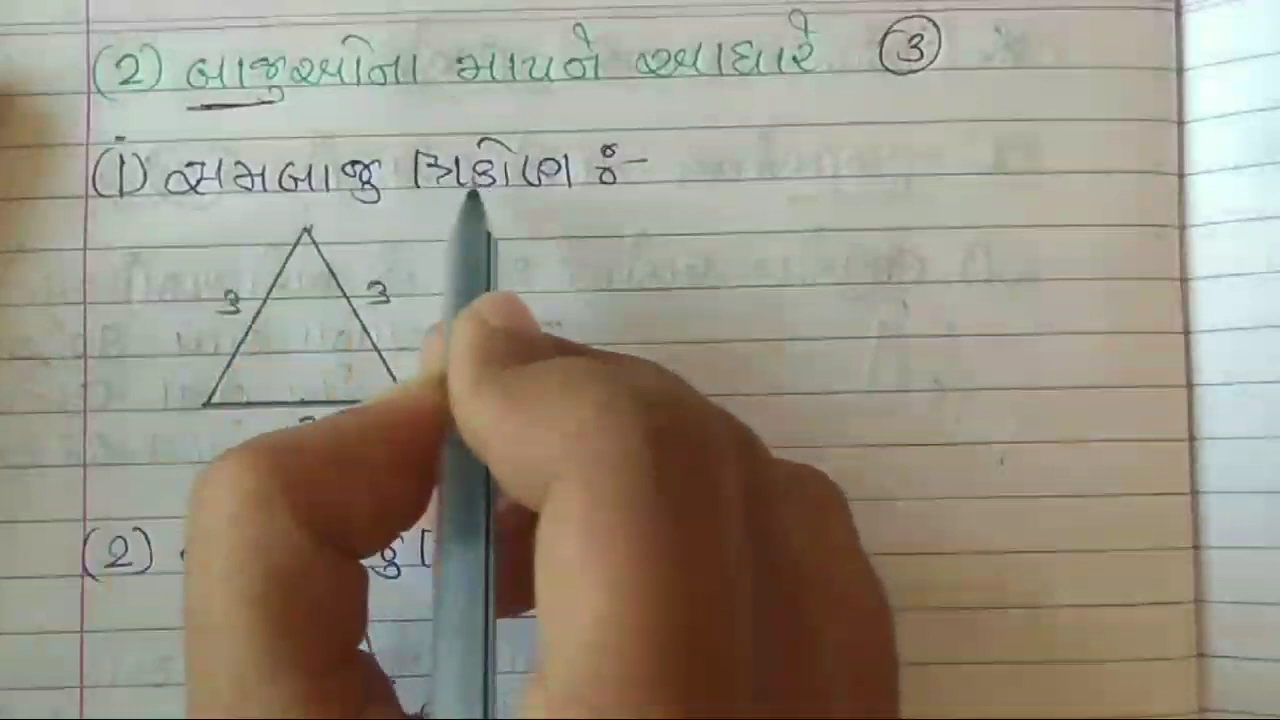 (2) બાજુઓના માપને આધારે ③
(1) સમબાજુ ત્રિકોણ :-
3 3
(2)